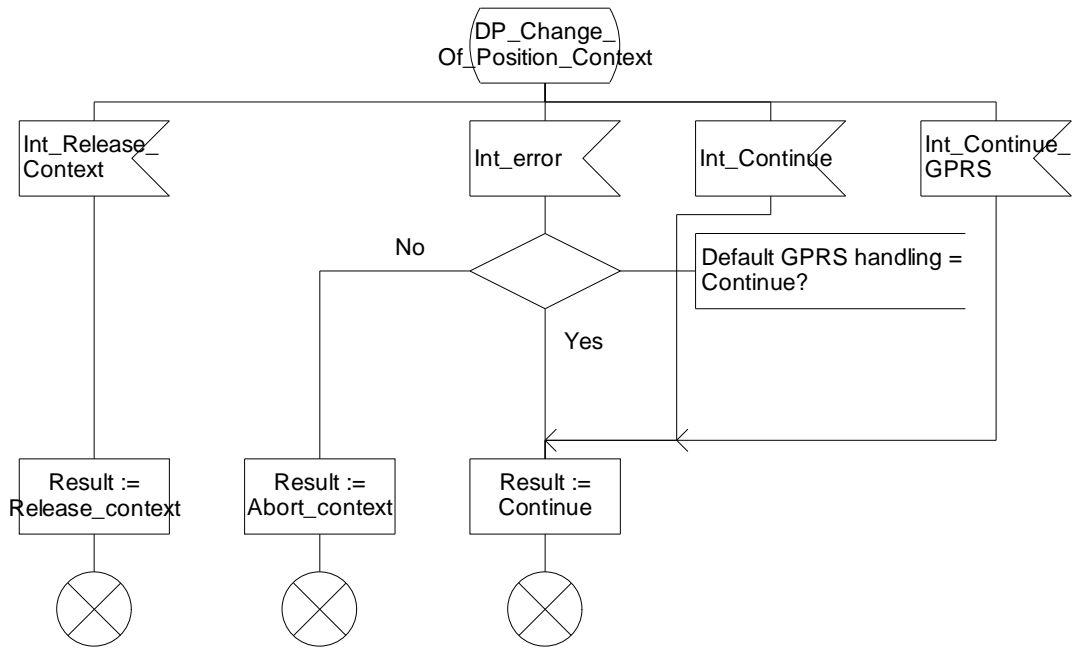 DP_Change_
Of_Position_Context
Int_Release_
Context
Int_error
Int_Continue
Int_Continue_
GPRS
No
Default GPRS handling =
Continue?
Yes
Result :=
Release_context
Result :=
Abort_context
Result :=
Continue